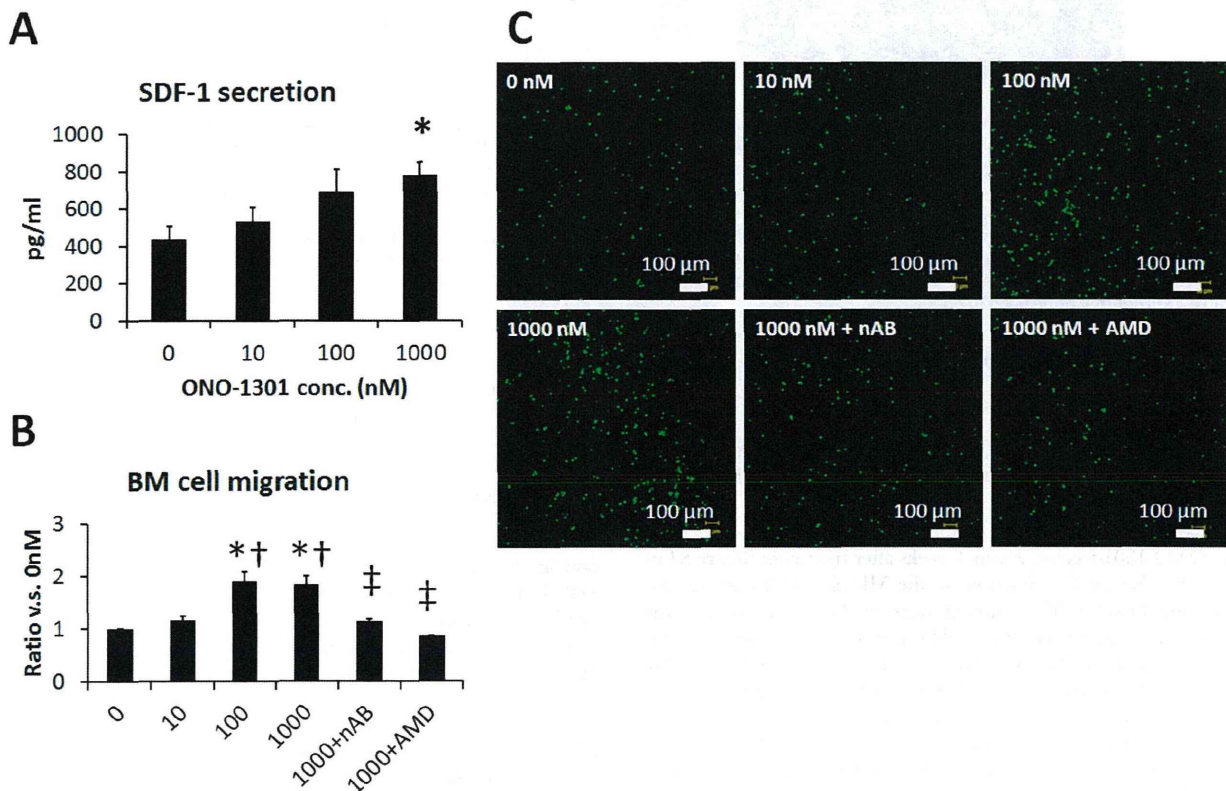 A
SDF-1 secretion
1000
800
600
400
200
0
pg/ml
*
0 10 100 1000
ONO-1301 conc. (nM)
B
BM cell migration
3
2
1
0
Ratio v.s. 0nM
*† *† ‡ ‡
0 10 100 1000 1000+nAB 1000+AMD
C
0 nM 10 nM 100 nM
100 µm 100 µm 100 µm
1000 nM 1000 nM + nAB 1000 nM + AMD
100 µm 100 µm 100 µm